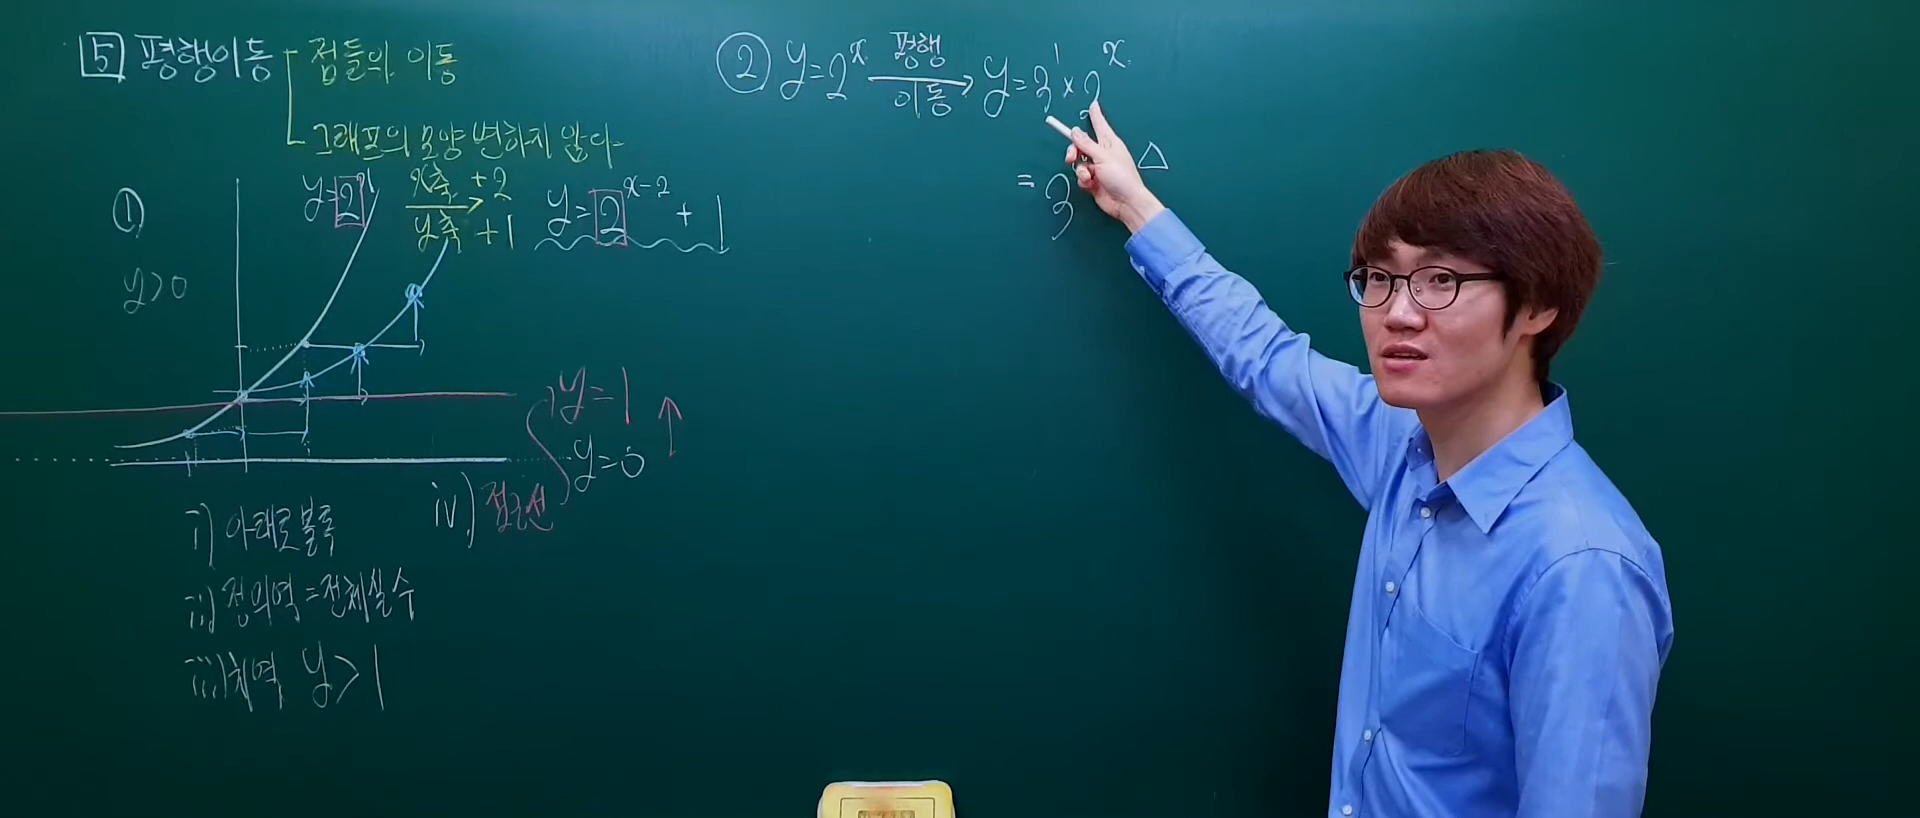 5 평행이동 점들의 이동
그래프의 모양 변하지 않다
① y=2^x x축 +2 y축 +1 y=2^{x-2}+1
y>0
y=1
y=0
i) 아래로볼록
ii) 정의역=전체실수
iii) 치역 y>1
iv) 점근선
② y=2^x 평행이동 y=3^1×2^x
=3 △